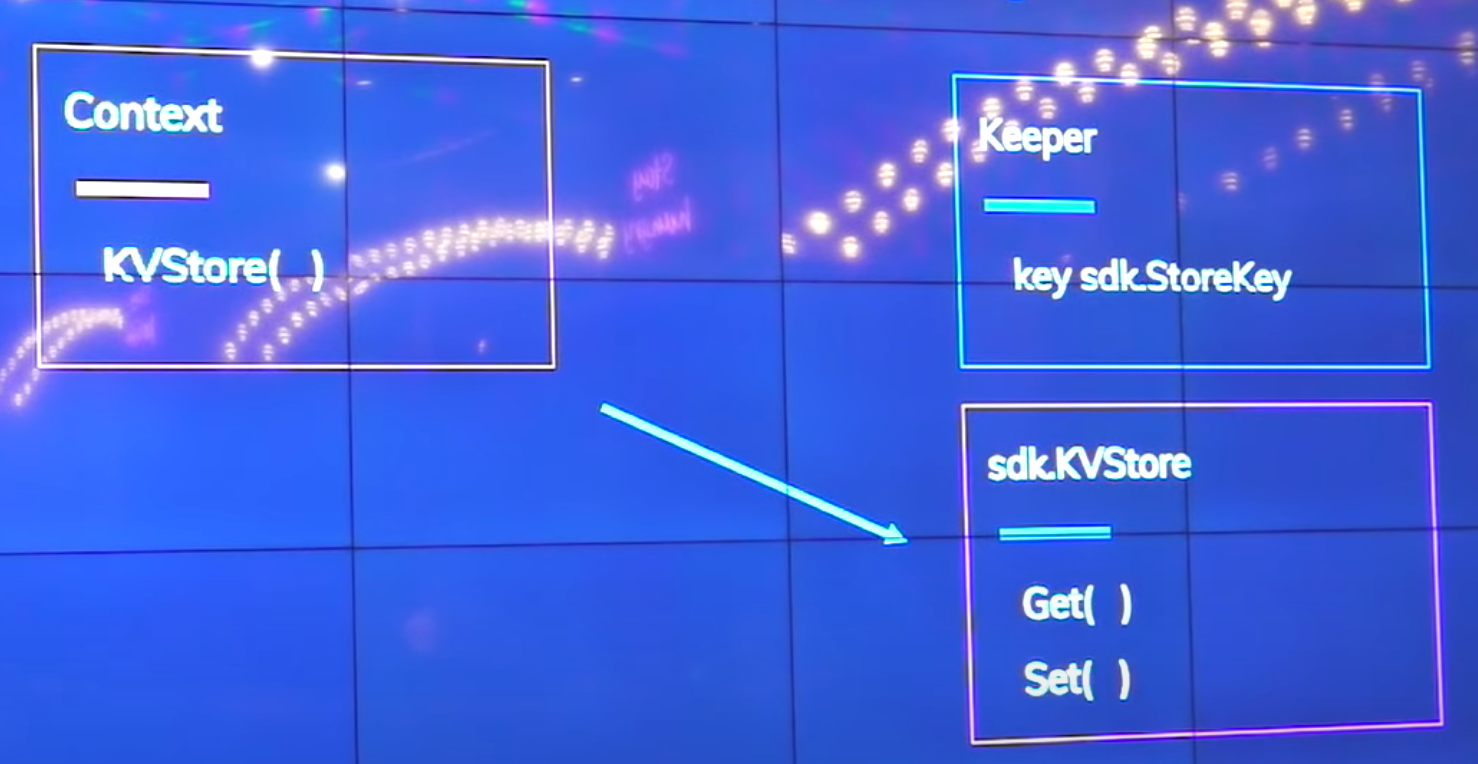 Context
KVStore( )
Keeper
key sdk.StoreKey
sdk.KVStore
Get( )
Set( )